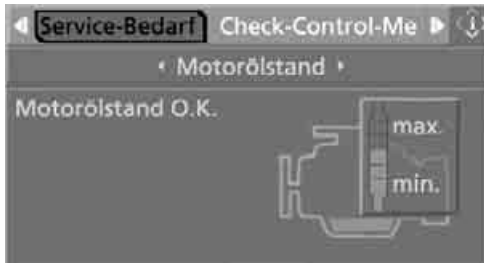 Service-Bedarf Check-Control-Me
Motorölstand
Motorölstand O.K.
max.
min.